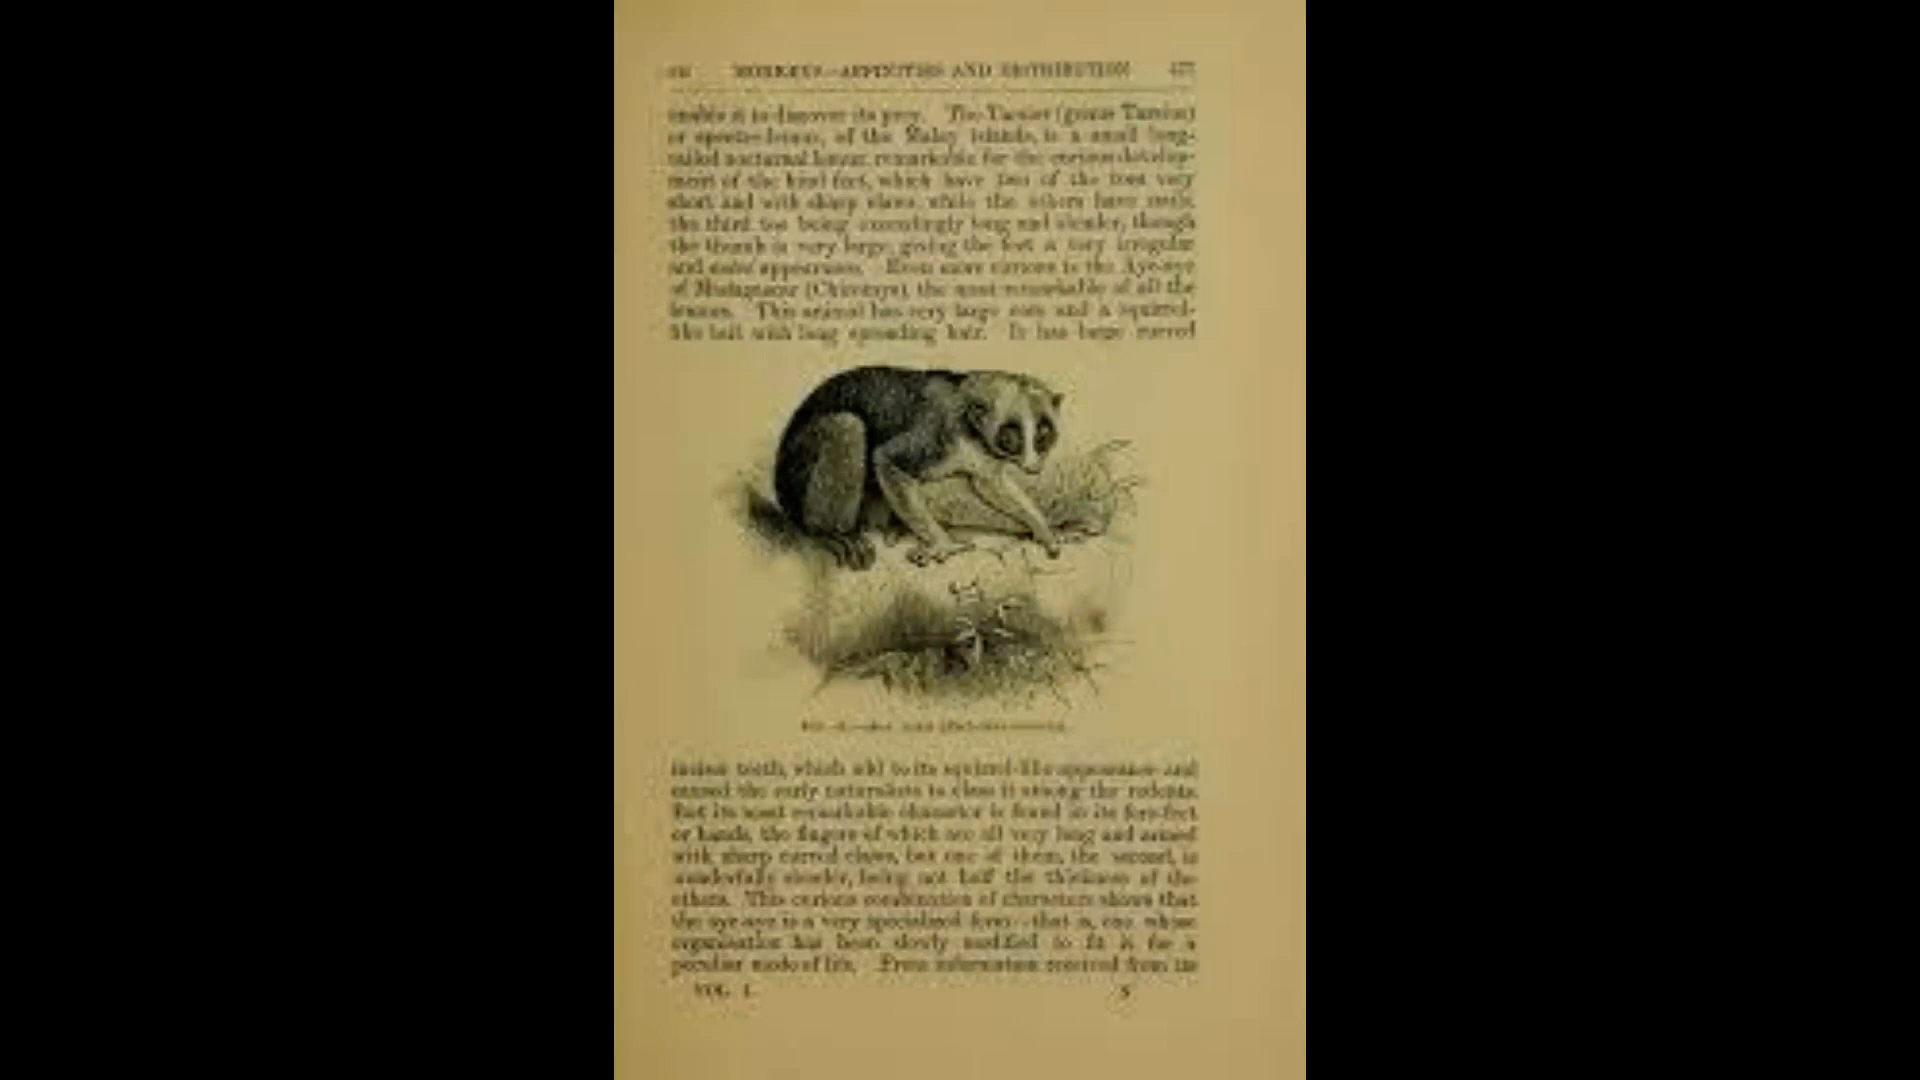 MONKEYS—AFFINITIES AND DISTRIBUTION
enable it to discover its prey. The Tarsier (genus Tarsius)
or spectre-lemur, of the Malay islands, is a small long-
tailed nocturnal lemur, remarkable for the curious develop-
ment of the hind feet, which have two of the toes very
short and with sharp claws, while the others have nails,
the third toe being exceedingly long and slender, though
the thumb is very large, giving the feet a very irregular
and appearance. Even more curious is the Aye-aye
of Madagascar (Chiromys), the most remarkable of all the
lemurs. This animal has very large ears and a squirrel-
like tail with long spreading hair. It has large curved
incisor teeth, which add to its squirrel-like appearance and
caused the early naturalists to class it among the rodents.
But its most remarkable character is found in its fore-feet
or hands, the fingers of which are all very long and armed
with sharp curved claws, but one of them, the second, is
wonderfully slender, being not half the thickness of the
others. This curious combination of characters shows that
the aye-aye is a very specialized form—that is, one whose
organisation has been slowly modified to fit it for a
peculiar mode of life. From information received from its
VOL. I. S